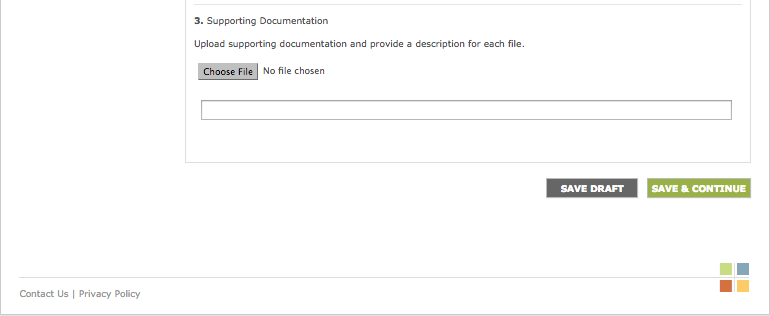 3. Supporting Documentation
Upload supporting documentation and provide a description for each file.
Choose File No file chosen
SAVE DRAFT SAVE & CONTINUE
Contact Us | Privacy Policy